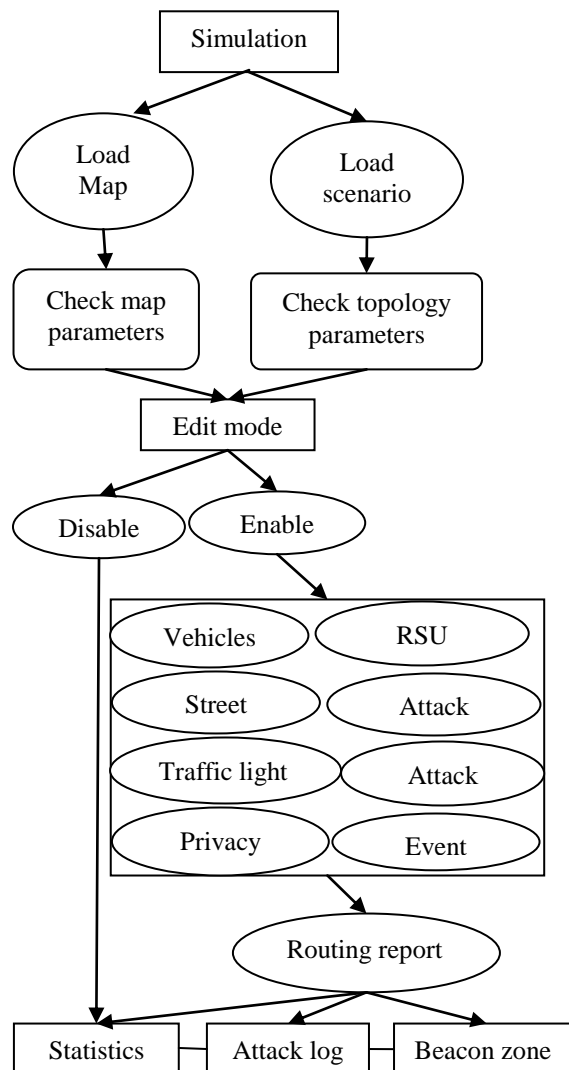 Simulation
Load
Map
Load
scenario
Check map
parameters
Check topology
parameters
Edit mode
Disable
Enable
Vehicles
RSU
Street
Attack
Traffic light
Attack
Privacy
Event
Routing report
Statistics
Attack log
Beacon zone